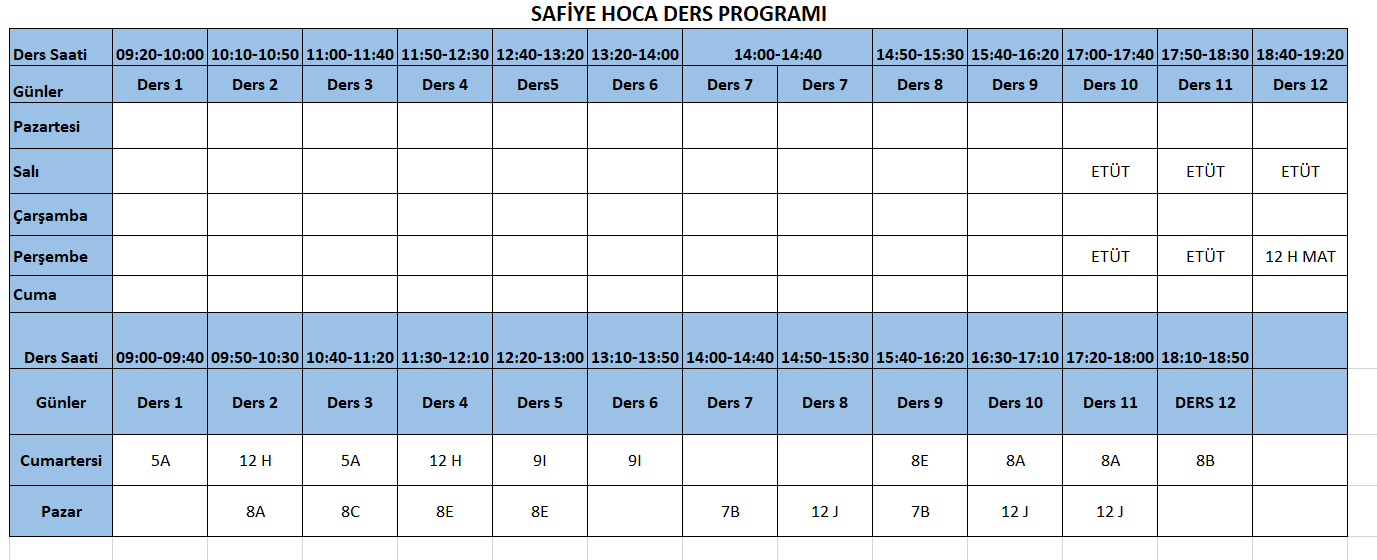 SAFİYE HOCA DERS PROGRAMI
Ders Saati 09:20-10:00 10:10-10:50 11:00-11:40 11:50-12:30 12:40-13:20 13:20-14:00 14:00-14:40 14:50-15:30 15:40-16:20 17:00-17:40 17:50-18:30 18:40-19:20
Günler Ders 1 Ders 2 Ders 3 Ders 4 Ders5 Ders 6 Ders 7 Ders 7 Ders 8 Ders 9 Ders 10 Ders 11 Ders 12
Pazartesi
Salı ETÜT ETÜT ETÜT
Çarşamba
Perşembe ETÜT ETÜT 12 H MAT
Cuma
Ders Saati 09:00-09:40 09:50-10:30 10:40-11:20 11:30-12:10 12:20-13:00 13:10-13:50 14:00-14:40 14:50-15:30 15:40-16:20 16:30-17:10 17:20-18:00 18:10-18:50
Günler Ders 1 Ders 2 Ders 3 Ders 4 Ders 5 Ders 6 Ders 7 Ders 8 Ders 9 Ders 10 Ders 11 DERS 12
Cumartersi 5A 12 H 5A 12 H 9I 9I 8E 8A 8A 8B
Pazar 8A 8C 8E 8E 7B 12 J 7B 12 J 12 J